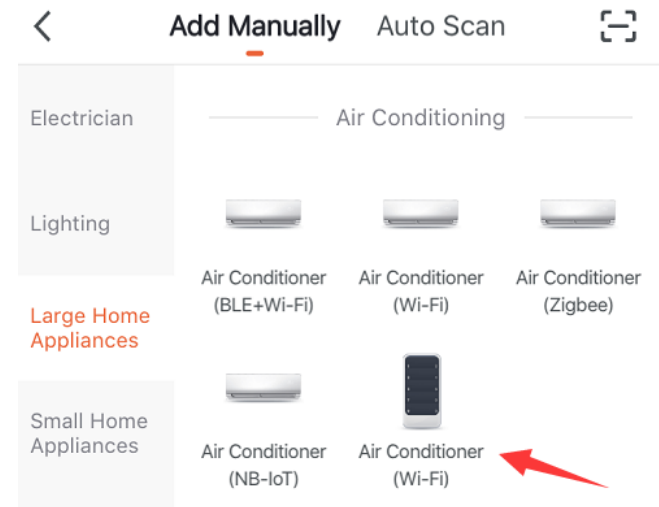 Add Manually Auto Scan
Electrician
Lighting
Large Home
Appliances
Small Home
Appliances
Air Conditioning
Air Conditioner
(BLE+Wi-Fi)
Air Conditioner
(Wi-Fi)
Air Conditioner
(Zigbee)
Air Conditioner
(NB-IoT)
Air Conditioner
(Wi-Fi)